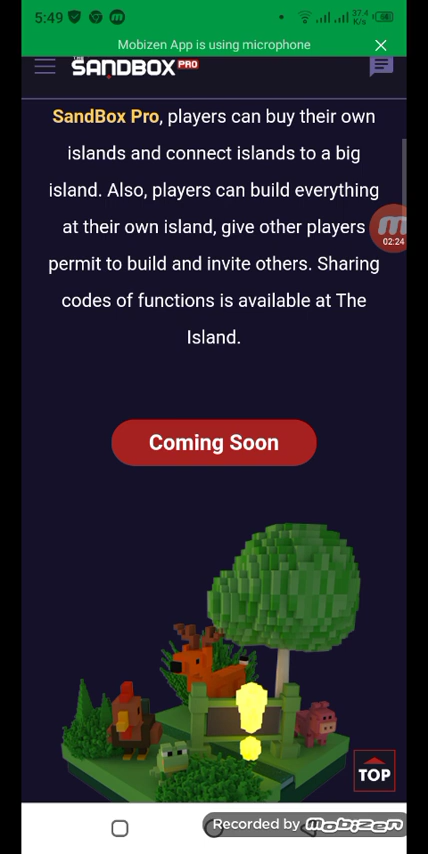 5:49
37.4
K/s
Mobizen App is using microphone
THE
SANDBOX PRO
SandBox Pro, players can buy their own
islands and connect islands to a big
island. Also, players can build everything
at their own island, give other players
02:24
permit to build and invite others. Sharing
codes of functions is available at The
Island.
Coming Soon
TOP
Recorded by mobizen